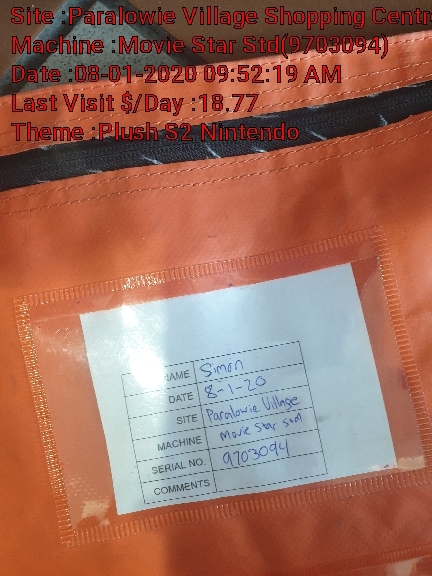 Site :Paralowie Village Shopping Centr
Machine :Movie Star Std(9703094)
Date :08-01-2020 09:52:19 AM
Last Visit $/Day :18.77
Theme :Plush S2 Nintendo
NAME Simon
DATE 8-1-20
SITE Paralowie Village
MACHINE Movie Star std
SERIAL NO. 9703094
COMMENTS